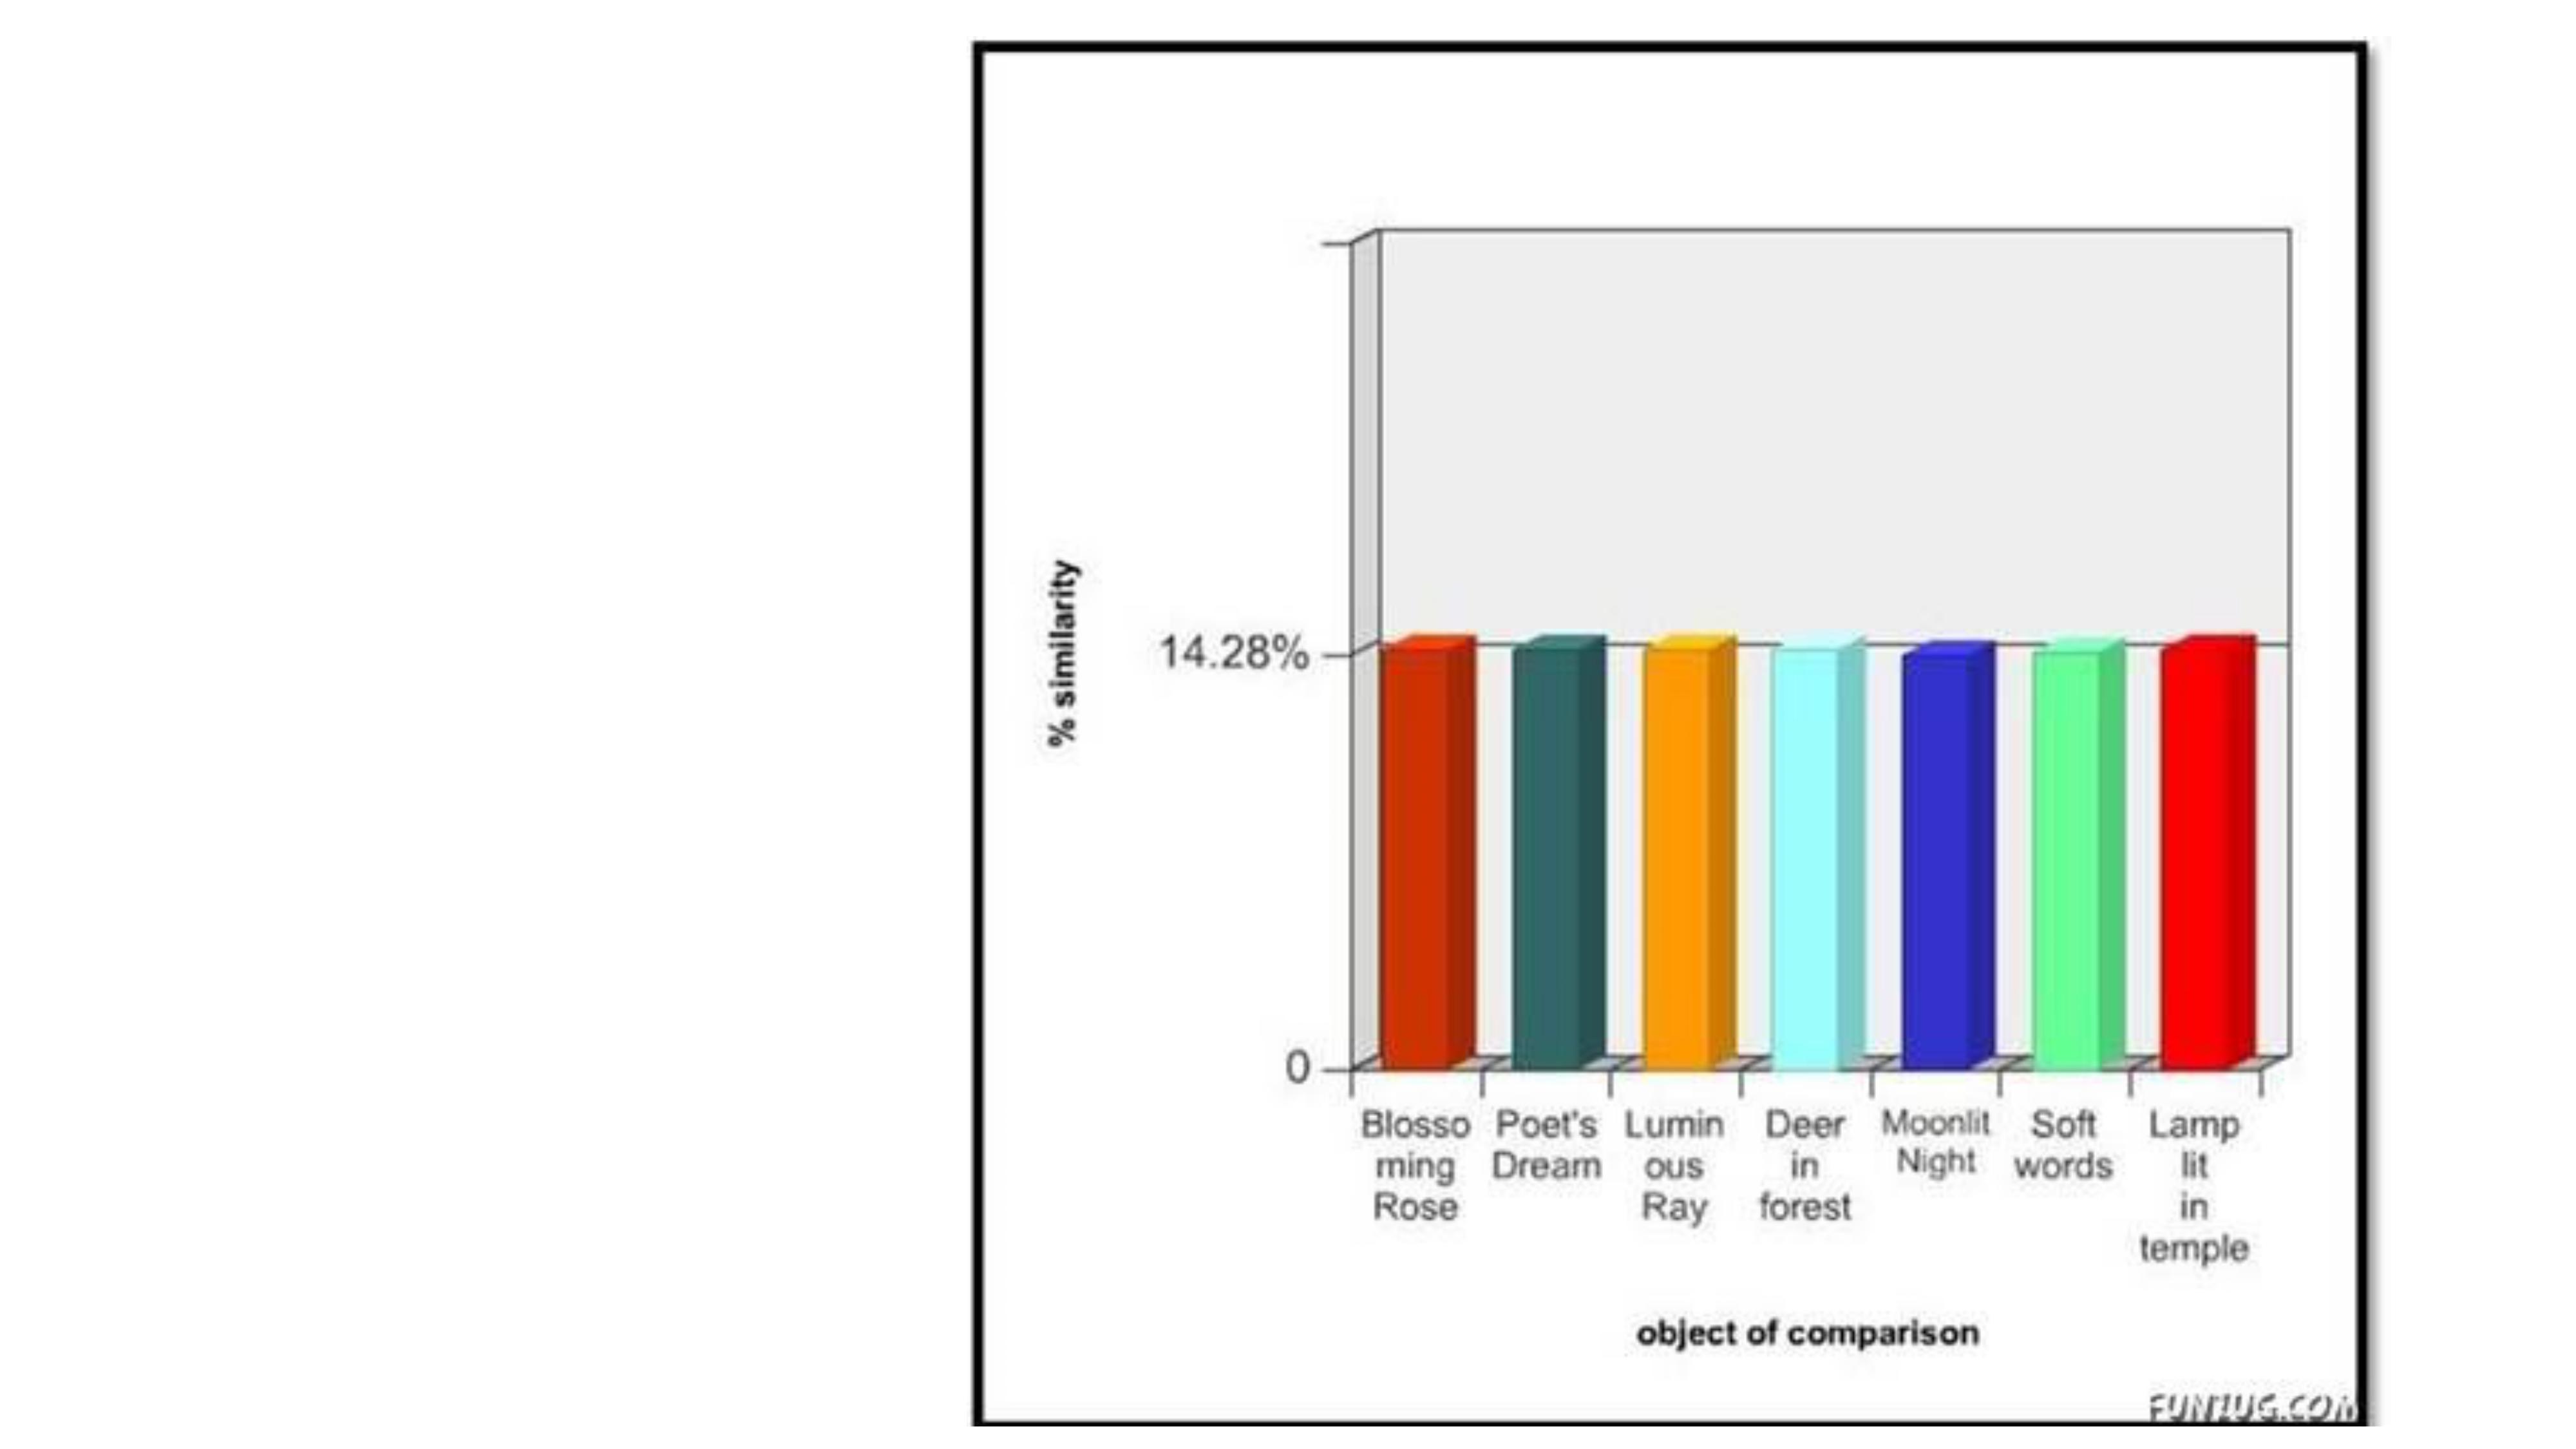 % similarity
14.28%
0
Blosso
ming
Rose
Poet's
Dream
Lumin
ous
Ray
Deer
in
forest
Moonlit
Night
Soft
words
Lamp
lit
in
temple
object of comparison
FUNZUG.COM